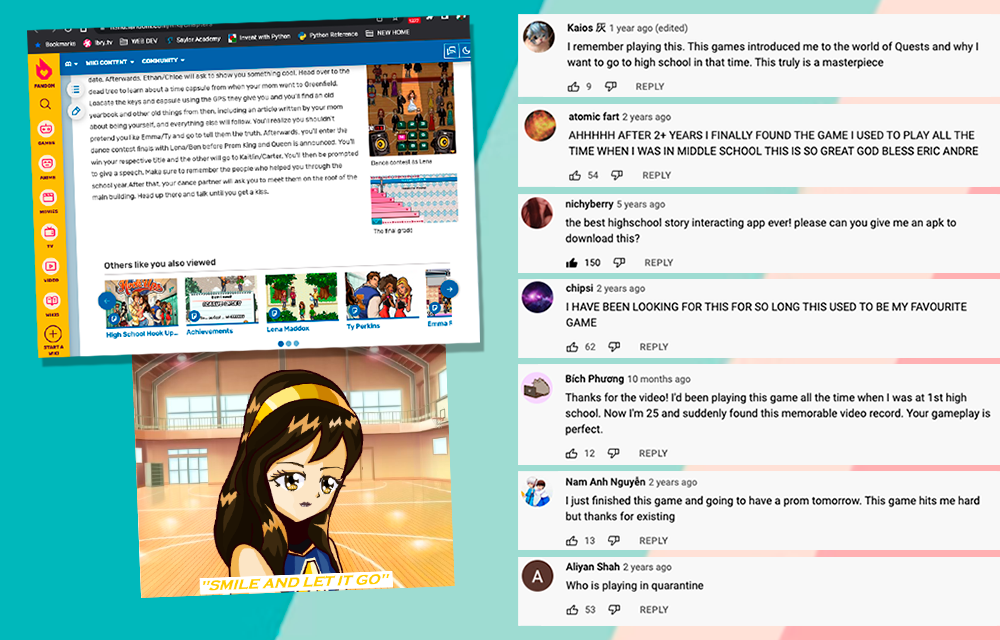 Bookmarks
lbry.tv
WEB DEV
Saylor Academy
Invent with Python
Python Reference
NEW HOME
FANDOM
WIKI CONTENT
COMMUNITY
GAMES
ANIME
MOVIES
TV
VIDEO
WIKIS
START A
WIKI
date. Afterwards, Ethan/Chloe will ask to show you something cool. Head over to the
dead tree to learn about a time capsule from when your mom went to Greenfield.
Loacate the keys and capsule using the GPS they give you and you'll find an old
yearbook and other old things from then, including an article written by your mom
about being yourself, and everything else will follow. You'll realize you shouldn't
pretend you like Emma/Ty and go to tell them the truth. Afterwards, you'll enter the
dance contest finals with Lena/Ben before Prom King and Queen is announced. You'll
win your respective title and the other will go to Kaitlin/Carter. You'll then be prompted
to give a speech. Make sure to remember the people who helped you through the
school year.After that, your dance partner will ask you to meet them on the roof of the
main building. Head up there and talk until you get a kiss.
Dance contest as Lena
The final grade
Others like you also viewed
High School Hook Up...
Achievements
Lena Maddox
Ty Perkins
Emma F
"SMILE AND LET IT GO"
Kaios 灰 1 year ago (edited)
I remember playing this. This games introduced me to the world of Quests and why I
want to go to high school in that time. This truly is a masterpiece
9 REPLY
atomic fart 2 years ago
AHHHHH AFTER 2+ YEARS I FINALLY FOUND THE GAME I USED TO PLAY ALL THE
TIME WHEN I WAS IN MIDDLE SCHOOL THIS IS SO GREAT GOD BLESS ERIC ANDRE
54 REPLY
nichyberry 5 years ago
the best highschool story interacting app ever! please can you give me an apk to
download this?
150 REPLY
chipsi 2 years ago
I HAVE BEEN LOOKING FOR THIS FOR SO LONG THIS USED TO BE MY FAVOURITE
GAME
62 REPLY
Bích Phương 10 months ago
Thanks for the video! I'd been playing this game all the time when I was at 1st high
school. Now I'm 25 and suddenly found this memorable video record. Your gameplay is
perfect.
12 REPLY
Nam Anh Nguyễn 2 years ago
I just finished this game and going to have a prom tomorrow. This game hits me hard
but thanks for existing
13 REPLY
A
Aliyan Shah 2 years ago
Who is playing in quarantine
53 REPLY